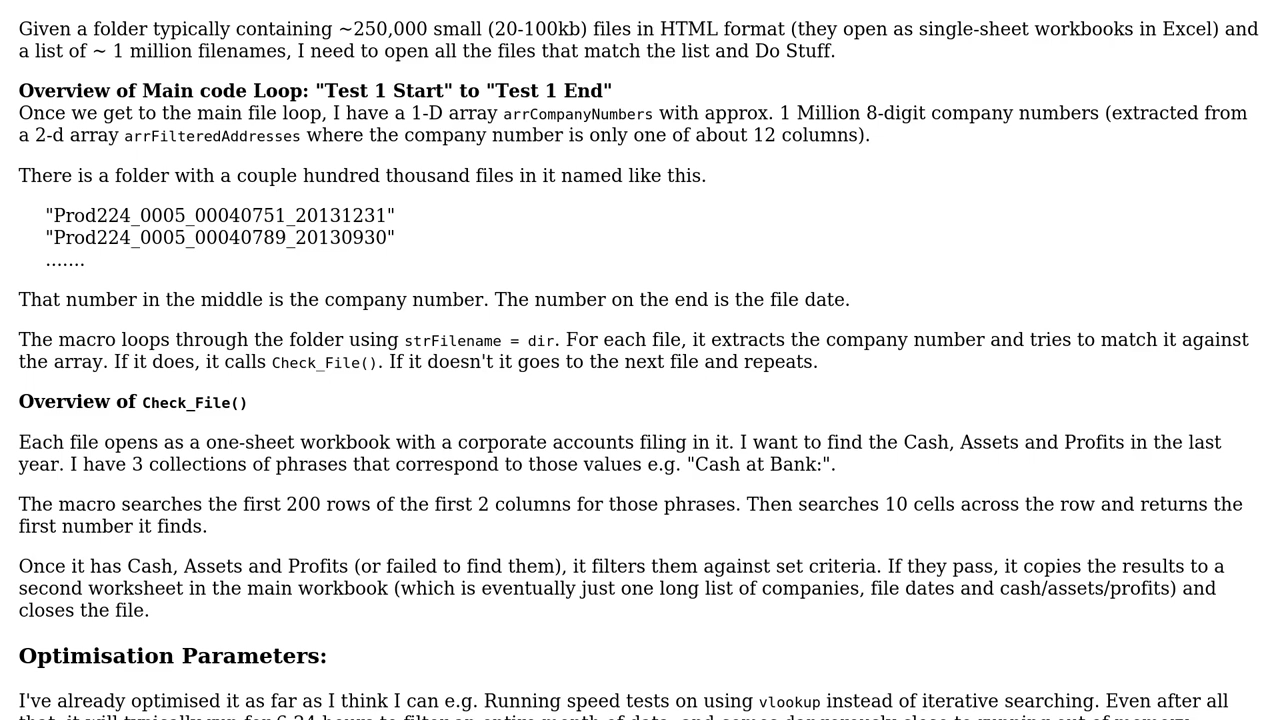 Given a folder typically containing ~250,000 small (20-100kb) files in HTML format (they open as single-sheet workbooks in Excel) and
a list of ~ 1 million filenames, I need to open all the files that match the list and Do Stuff.
Overview of Main code Loop: "Test 1 Start" to "Test 1 End"
Once we get to the main file loop, I have a 1-D array arrCompanyNumbers with approx. 1 Million 8-digit company numbers (extracted from
a 2-d array arrFilteredAddresses where the company number is only one of about 12 columns).
There is a folder with a couple hundred thousand files in it named like this.
"Prod224_0005_00040751_20131231"
"Prod224_0005_00040789_20130930"
.......
That number in the middle is the company number. The number on the end is the file date.
The macro loops through the folder using strFilename = dir. For each file, it extracts the company number and tries to match it against
the array. If it does, it calls Check_File(). If it doesn't it goes to the next file and repeats.
Overview of Check_File()
Each file opens as a one-sheet workbook with a corporate accounts filing in it. I want to find the Cash, Assets and Profits in the last
year. I have 3 collections of phrases that correspond to those values e.g. "Cash at Bank:".
The macro searches the first 200 rows of the first 2 columns for those phrases. Then searches 10 cells across the row and returns the
first number it finds.
Once it has Cash, Assets and Profits (or failed to find them), it filters them against set criteria. If they pass, it copies the results to a
second worksheet in the main workbook (which is eventually just one long list of companies, file dates and cash/assets/profits) and
closes the file.
Optimisation Parameters:
I've already optimised it as far as I think I can e.g. Running speed tests on using vlookup instead of iterative searching. Even after all